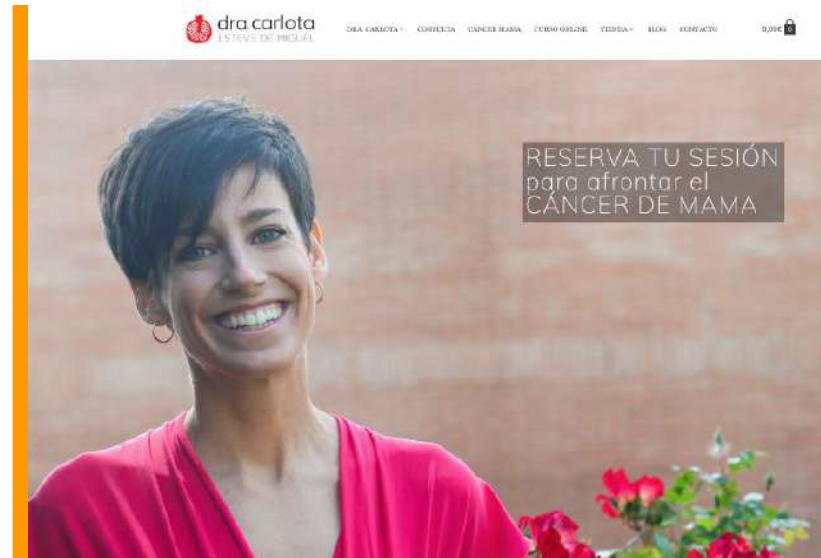 dra.carlota
ESTEVE DE MIGUEL
DRA. CARLOTA CONSULTA CÁNCER MAMA CURSO ONLINE TIENDA BLOG CONTACTO 0,00€ 0
RESERVA TU SESIÓN
para afrontar el
CÁNCER DE MAMA